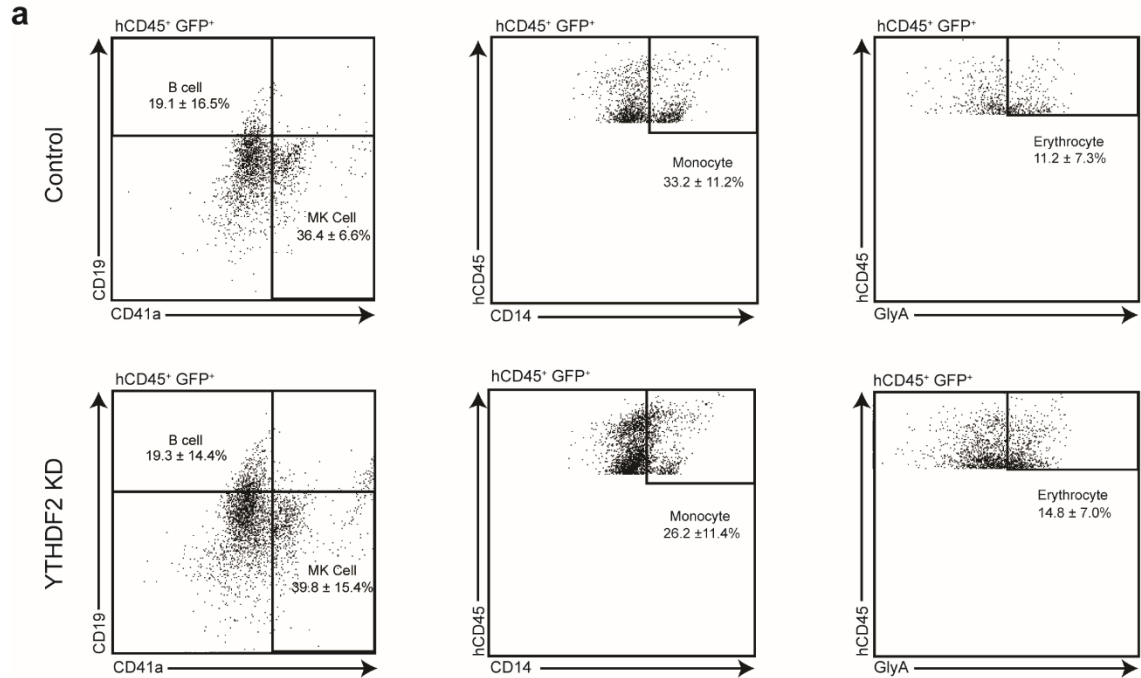 a
hCD45⁺ GFP⁺
hCD45⁺ GFP⁺
hCD45⁺ GFP⁺
Control
CD19
B cell
19.1 ± 16.5%
MK Cell
36.4 ± 6.6%
CD41a
hCD45
Monocyte
33.2 ± 11.2%
CD14
hCD45
Erythrocyte
11.2 ± 7.3%
GlyA
hCD45⁺ GFP⁺
hCD45⁺ GFP⁺
hCD45⁺ GFP⁺
YTHDF2 KD
CD19
B cell
19.3 ± 14.4%
MK Cell
39.8 ± 15.4%
CD41a
hCD45
Monocyte
26.2 ±11.4%
CD14
hCD45
Erythrocyte
14.8 ± 7.0%
GlyA